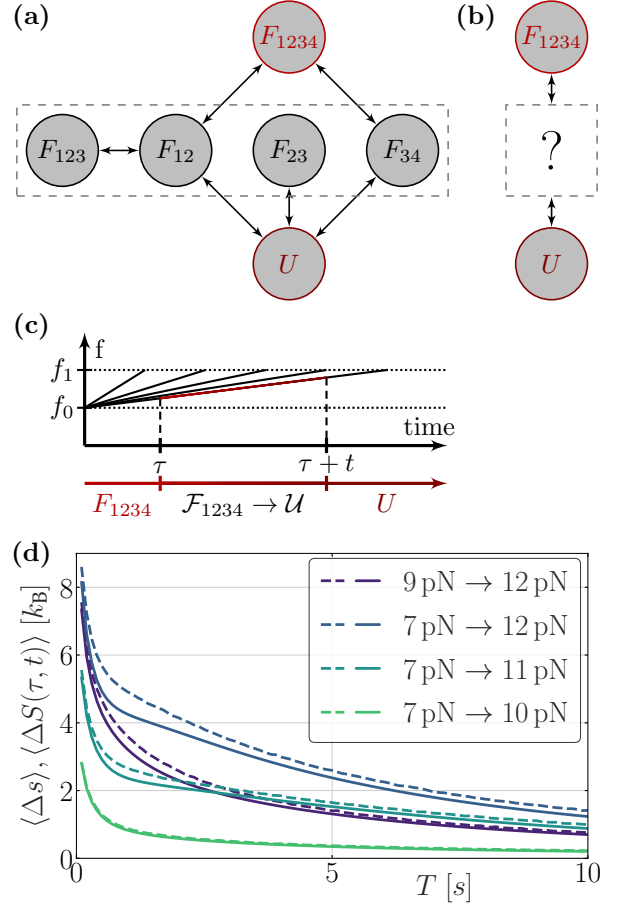 (a)
(b)
F₁₂₃₄
F₁₂₃₄
F₁₂₃
F₁₂
F₂₃
F₃₄
?
U
U
(c)
f
f₁
f₀
time
τ
τ + t
F₁₂₃₄
𝓕₁₂₃₄ → 𝓤
U
(d)
⟨Δs⟩, ⟨ΔS(τ, t)⟩ [k_B]
8
6
4
2
0
9 pN → 12 pN
7 pN → 12 pN
7 pN → 11 pN
7 pN → 10 pN
0
5
10
T [s]